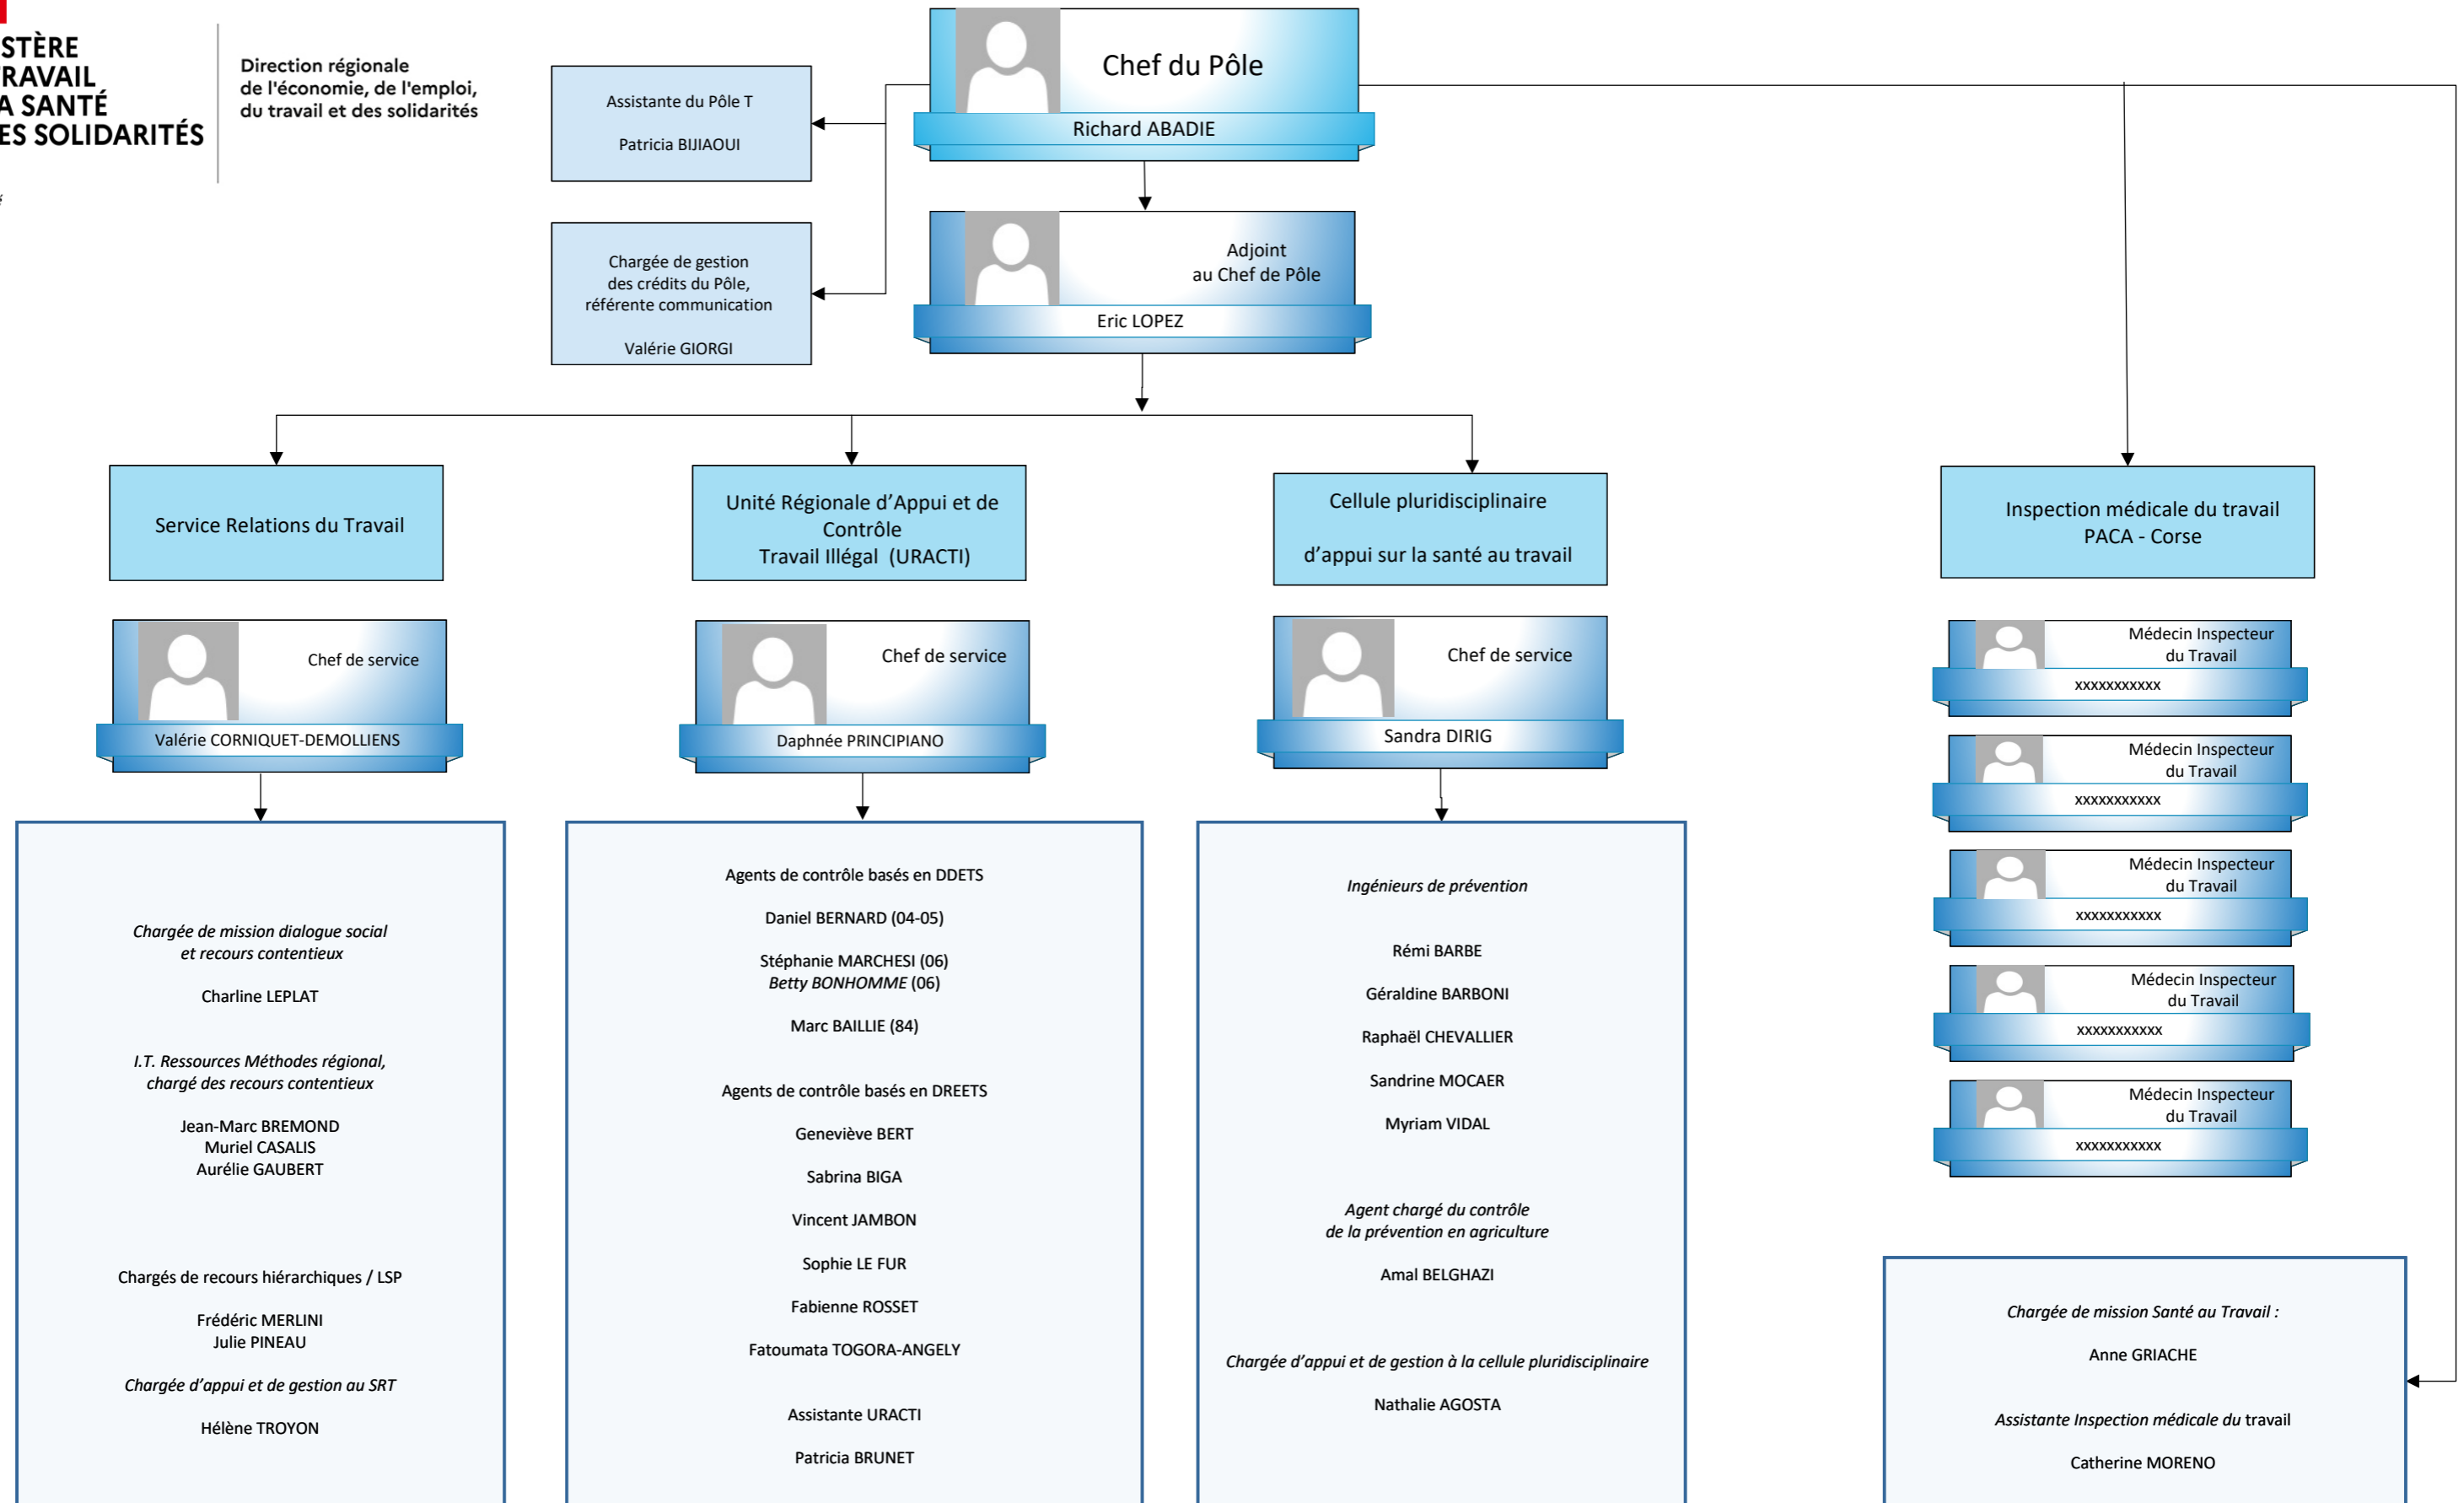 STÈRE
TRAVAIL
A SANTÉ
ES SOLIDARITÉS
Direction régionale
de l'économie, de l'emploi,
du travail et des solidarités
Chef du Pôle
Richard ABADIE
Assistante du Pôle T
Patricia BIJIAOUI
Chargée de gestion
des crédits du Pôle,
référente communication
Valérie GIORGI
Adjoint
au Chef de Pôle
Eric LOPEZ
Service Relations du Travail
Chef de service
Valérie CORNIQUET-DEMOLLIENS
Chargée de mission dialogue social
et recours contentieux
Charline LEPLAT
I.T. Ressources Méthodes régional,
chargé des recours contentieux
Jean-Marc BREMOND
Muriel CASALIS
Aurélie GAUBERT
Chargés de recours hiérarchiques / LSP
Frédéric MERLINI
Julie PINEAU
Chargée d’appui et de gestion au SRT
Hélène TROYON
Unité Régionale d’Appui et de
Contrôle
Travail Illégal (URACTI)
Chef de service
Daphnée PRINCIPIANO
Agents de contrôle basés en DDETS
Daniel BERNARD (04-05)
Stéphanie MARCHESI (06)
Betty BONHOMME (06)
Marc BAILLIE (84)
Agents de contrôle basés en DREETS
Geneviève BERT
Sabrina BIGA
Vincent JAMBON
Sophie LE FUR
Fabienne ROSSET
Fatoumata TOGORA-ANGELY
Assistante URACTI
Patricia BRUNET
Cellule pluridisciplinaire
d’appui sur la santé au travail
Chef de service
Sandra DIRIG
Ingénieurs de prévention
Rémi BARBE
Géraldine BARBONI
Raphaël CHEVALLIER
Sandrine MOCAER
Myriam VIDAL
Agent chargé du contrôle
de la prévention en agriculture
Amal BELGHAZI
Chargée d’appui et de gestion à la cellule pluridisciplinaire
Nathalie AGOSTA
Inspection médicale du travail
PACA - Corse
Médecin Inspecteur
du Travail
xxxxxxxxxxx
Médecin Inspecteur
du Travail
xxxxxxxxxxx
Médecin Inspecteur
du Travail
xxxxxxxxxxx
Médecin Inspecteur
du Travail
xxxxxxxxxxx
Médecin Inspecteur
du Travail
xxxxxxxxxxx
Chargée de mission Santé au Travail :
Anne GRIACHE
Assistante Inspection médicale du travail
Catherine MORENO